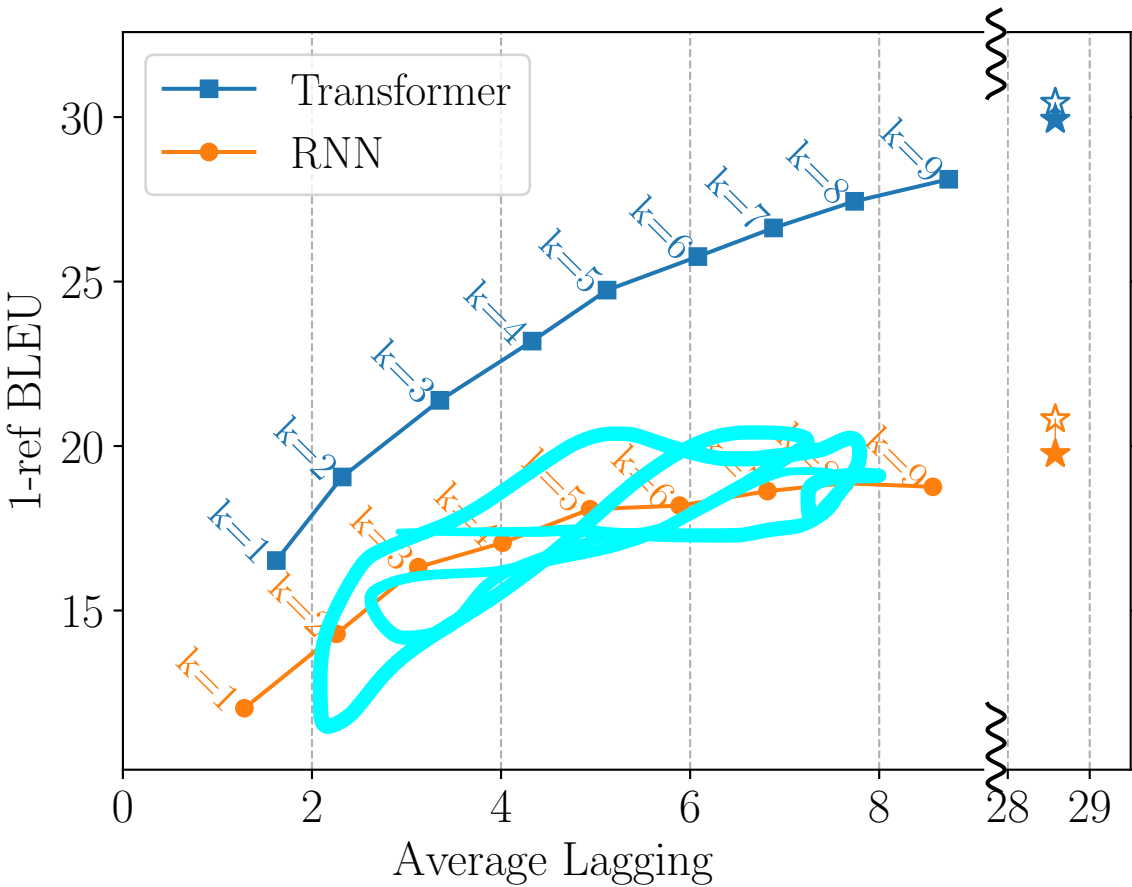 Transformer
RNN
1-ref BLEU
30
25
20
15
k=1
k=2
k=3
k=4
k=5
k=6
k=7
k=8
k=9
k=1
k=2
k=3
k=6
k=9
0 2 4 6 8 28 29
Average Lagging